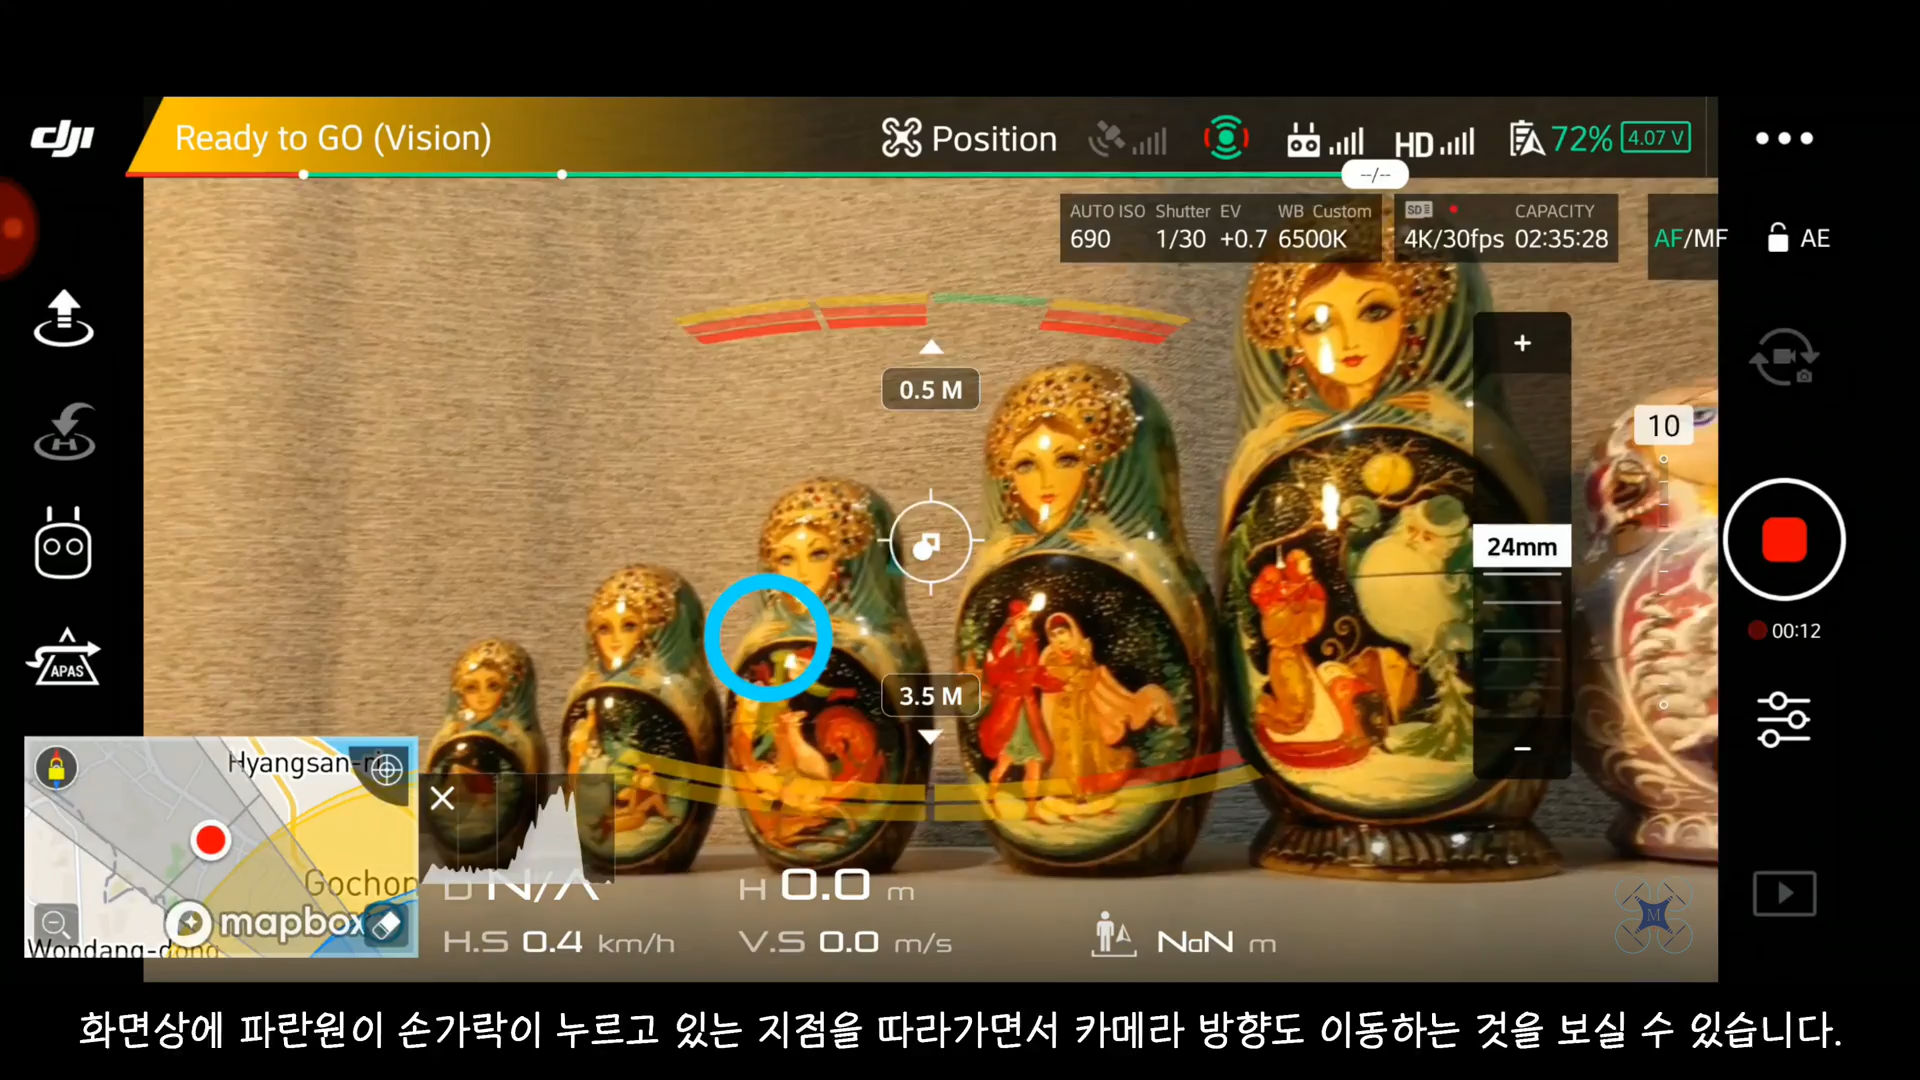 dji
Ready to GO (Vision)
Position
HD
72%
4.07 V
--/--
AUTO ISO Shutter EV WB Custom
690 1/30 +0.7 6500K
SD CAPACITY
4K/30fps 02:35:28
AF/MF
AE
0.5 M
+
10
24mm
00:12
APAS
3.5 M
−
Hyangsan-ri
Gochon
mapbox
Wondang-dong
D N/A
H 0.0 m
H.S 0.4 km/h
V.S 0.0 m/s
NaN m
M
화면상에 파란원이 손가락이 누르고 있는 지점을 따라가면서 카메라 방향도 이동하는 것을 보실 수 있습니다.